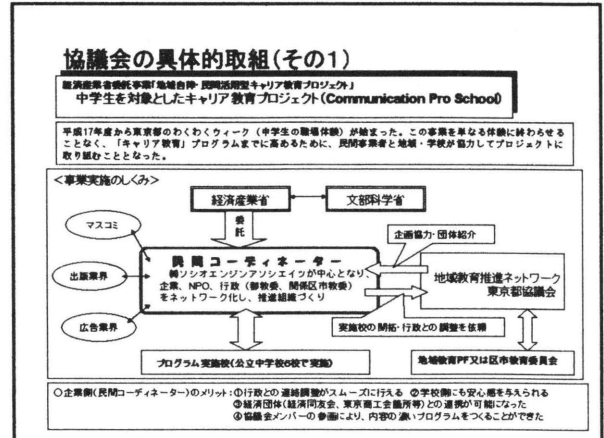 協議会の具体的取組(その1)
経済産業省委託事業「地域自律・民間活用型キャリア教育プロジェクト」
中学生を対象としたキャリア教育プロジェクト(Communication Pro School)
平成17年度から東京都のわくわくウィーク(中学生の職場体験)が始まった。この事業を単なる体験に終わらせる
ことなく、「キャリア教育」プログラムまでに高めるために、民間事業者と地域・学校が協力してプロジェクトに
取り組むこととなった。
<事業実施のしくみ>
経済産業省
文部科学省
委
託
マスコミ
出版業界
広告業界
企画協力・団体紹介
民間コーディネーター
㈱ソシオエンジンアソシエイツが中心となり、
企業、NPO、行政(都教委、関係区市教委)
をネットワーク化し、推進組織づくり
地域教育推進ネットワーク
東京都協議会
実施校の開拓・行政との調整を依頼
プログラム実施校(公立中学校6校で実施)
地域教育PF又は区市教育委員会
○企業側(民間コーディネーター)のメリット:①行政との連絡調整がスムーズに行える ②学校側にも安心感を与えられる
③経済団体(経済同友会、東京商工会議所等)との連携が可能になった
④協議会メンバーの参画により、内容の濃いプログラムをつくることができた